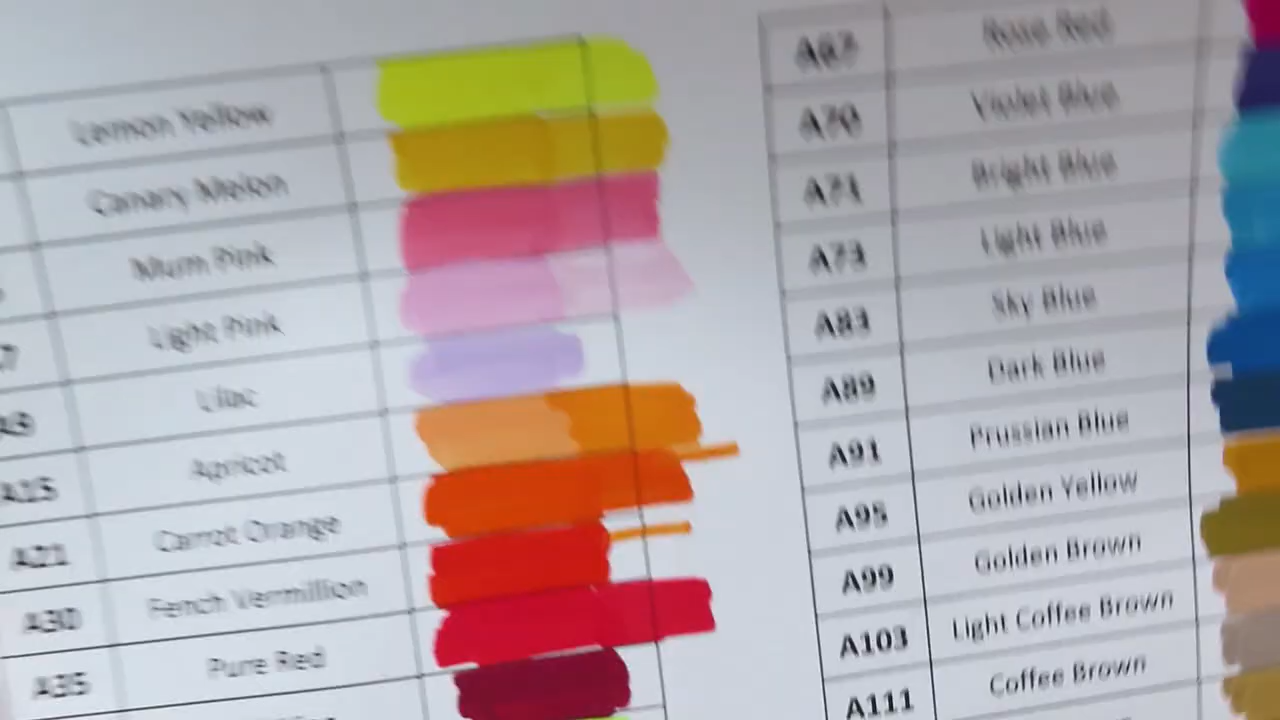 Lemon Yellow
Canary Melon
Mum Pink
Light Pink
Lilac
A15 Apricot
A21 Carrot Orange
A30 Fench Vermillion
A35 Pure Red
A67 Rose Red
A70 Violet Blue
A71 Bright Blue
A73 Light Blue
A83 Sky Blue
A89 Dark Blue
A91 Prussian Blue
A95 Golden Yellow
A99 Golden Brown
A103 Light Coffee Brown
A111 Coffee Brown